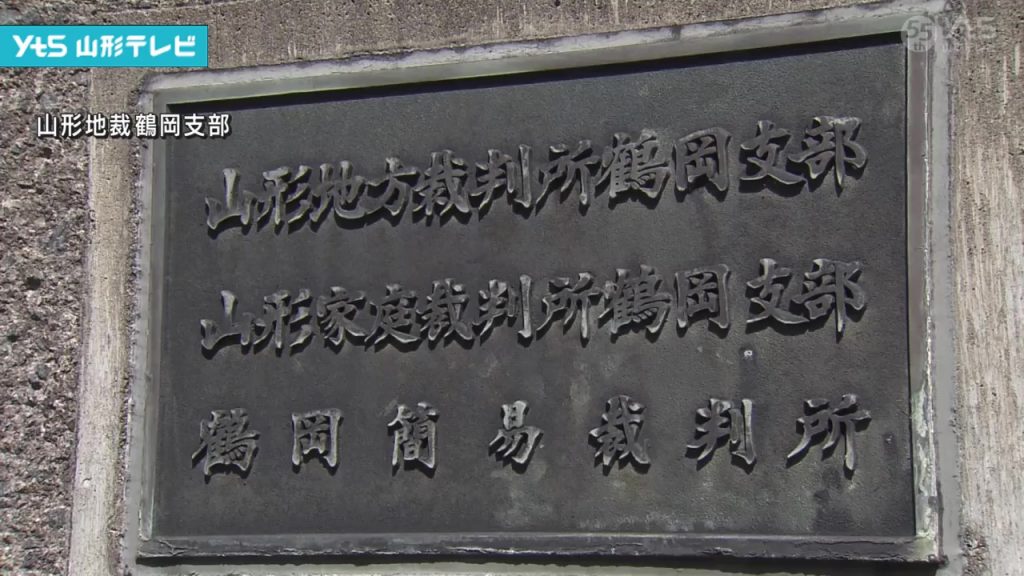 YtS 山形テレビ
山形地裁鶴岡支部
山形地方裁判所鶴岡支部
山形家庭裁判所鶴岡支部
鶴岡簡易裁判所